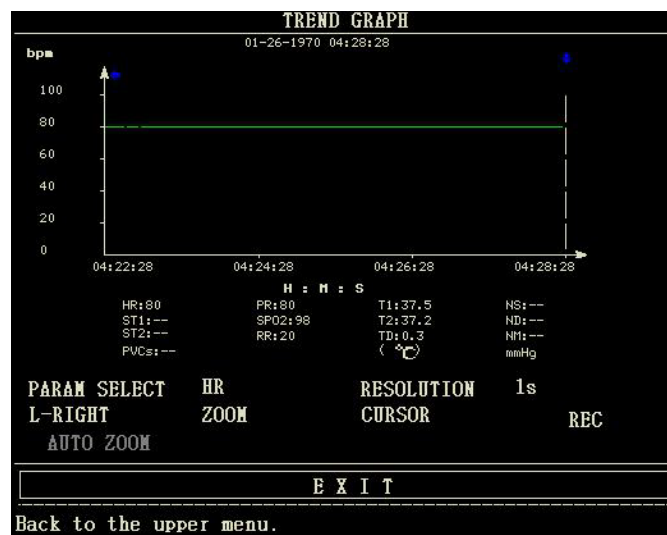 TREND GRAPH
01-26-1970 04:28:28
bpm
100
80
60
40
20
0
04:22:28 04:24:28 04:26:28 04:28:28
H : M : S
HR:80 PR:80 T1:37.5 NS:--
ST1:-- SPO2:98 T2:37.2 ND:--
ST2:-- RR:20 TD:0.3 NM:--
PVCs:-- (℃) mmHg
PARAM SELECT HR RESOLUTION 1s
L-RIGHT ZOOM CURSOR REC
AUTO ZOOM
E X I T
Back to the upper menu.